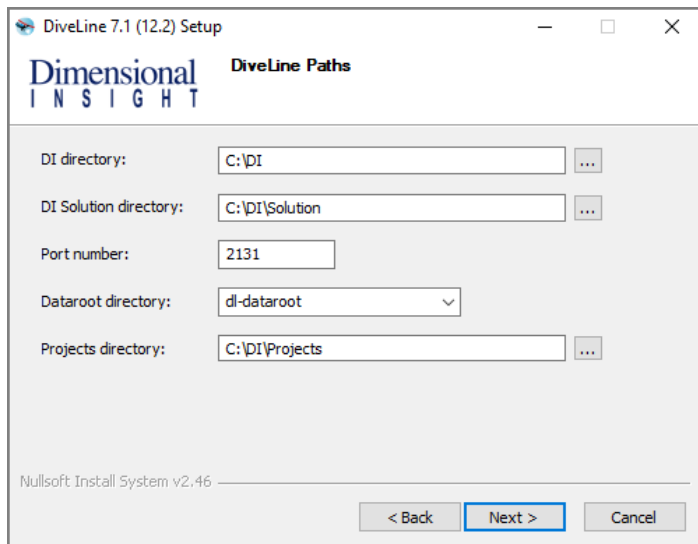 DiveLine 7.1 (12.2) Setup
Dimensional
INSIGHT
DiveLine Paths
DI directory:
C:\DI
...
DI Solution directory:
C:\DI\Solution
...
Port number:
2131
Dataroot directory:
dl-dataroot
Projects directory:
C:\DI\Projects
...
Nullsoft Install System v2.46
< Back
Next >
Cancel